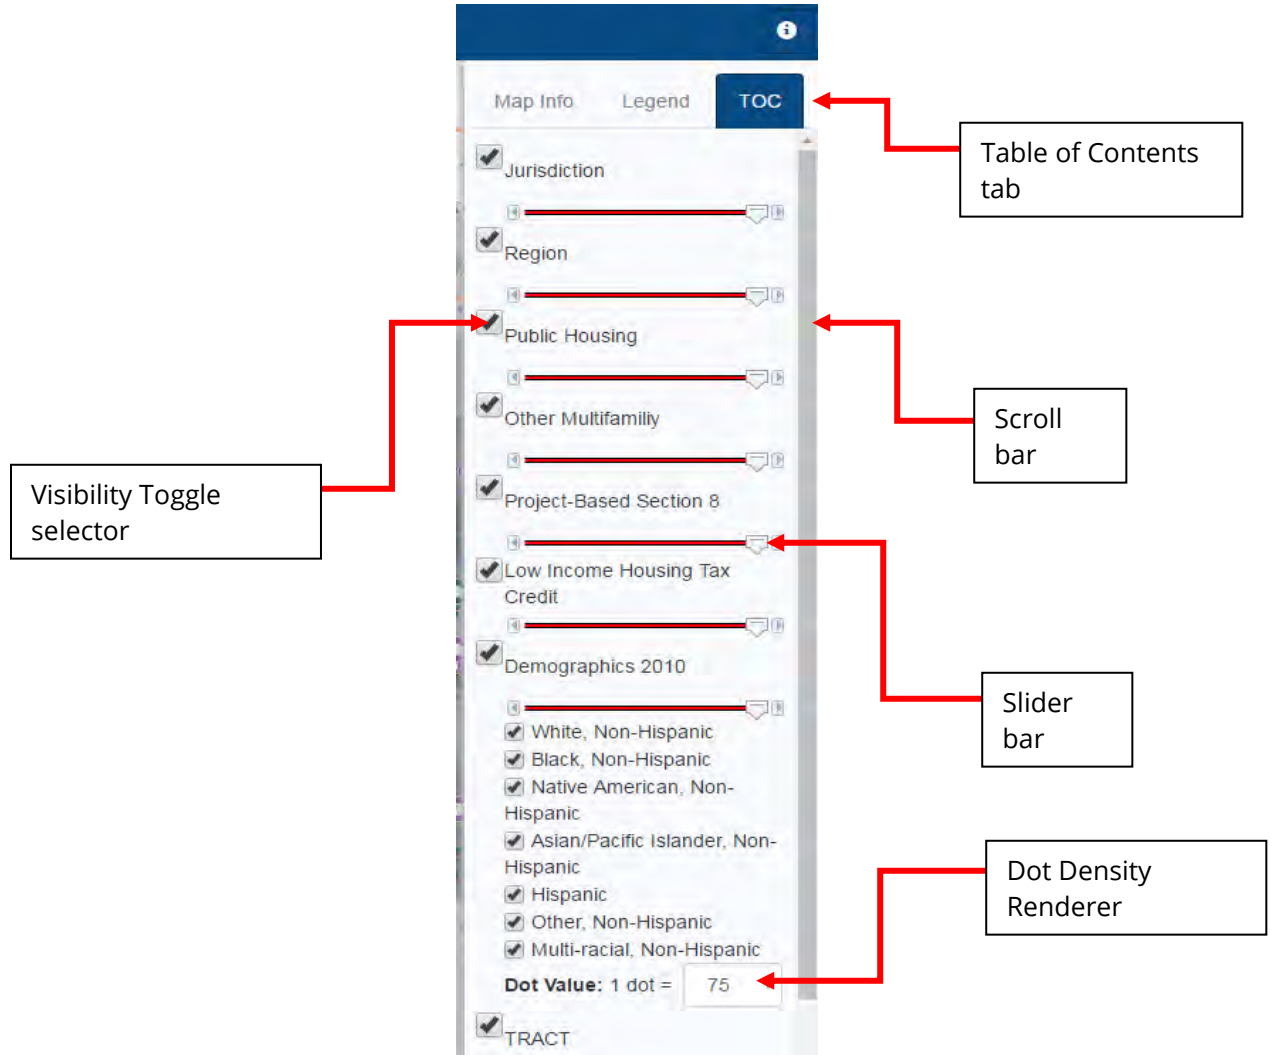 Map Info Legend TOC
Table of Contents
tab
Jurisdiction
Region
Public Housing
Other Multifamiliy
Scroll
bar
Visibility Toggle
selector
Project-Based Section 8
Low Income Housing Tax
Credit
Demographics 2010
Slider
bar
White, Non-Hispanic
Black, Non-Hispanic
Native American, Non-
Hispanic
Asian/Pacific Islander, Non-
Hispanic
Hispanic
Other, Non-Hispanic
Multi-racial, Non-Hispanic
Dot Density
Renderer
Dot Value: 1 dot = 75
TRACT